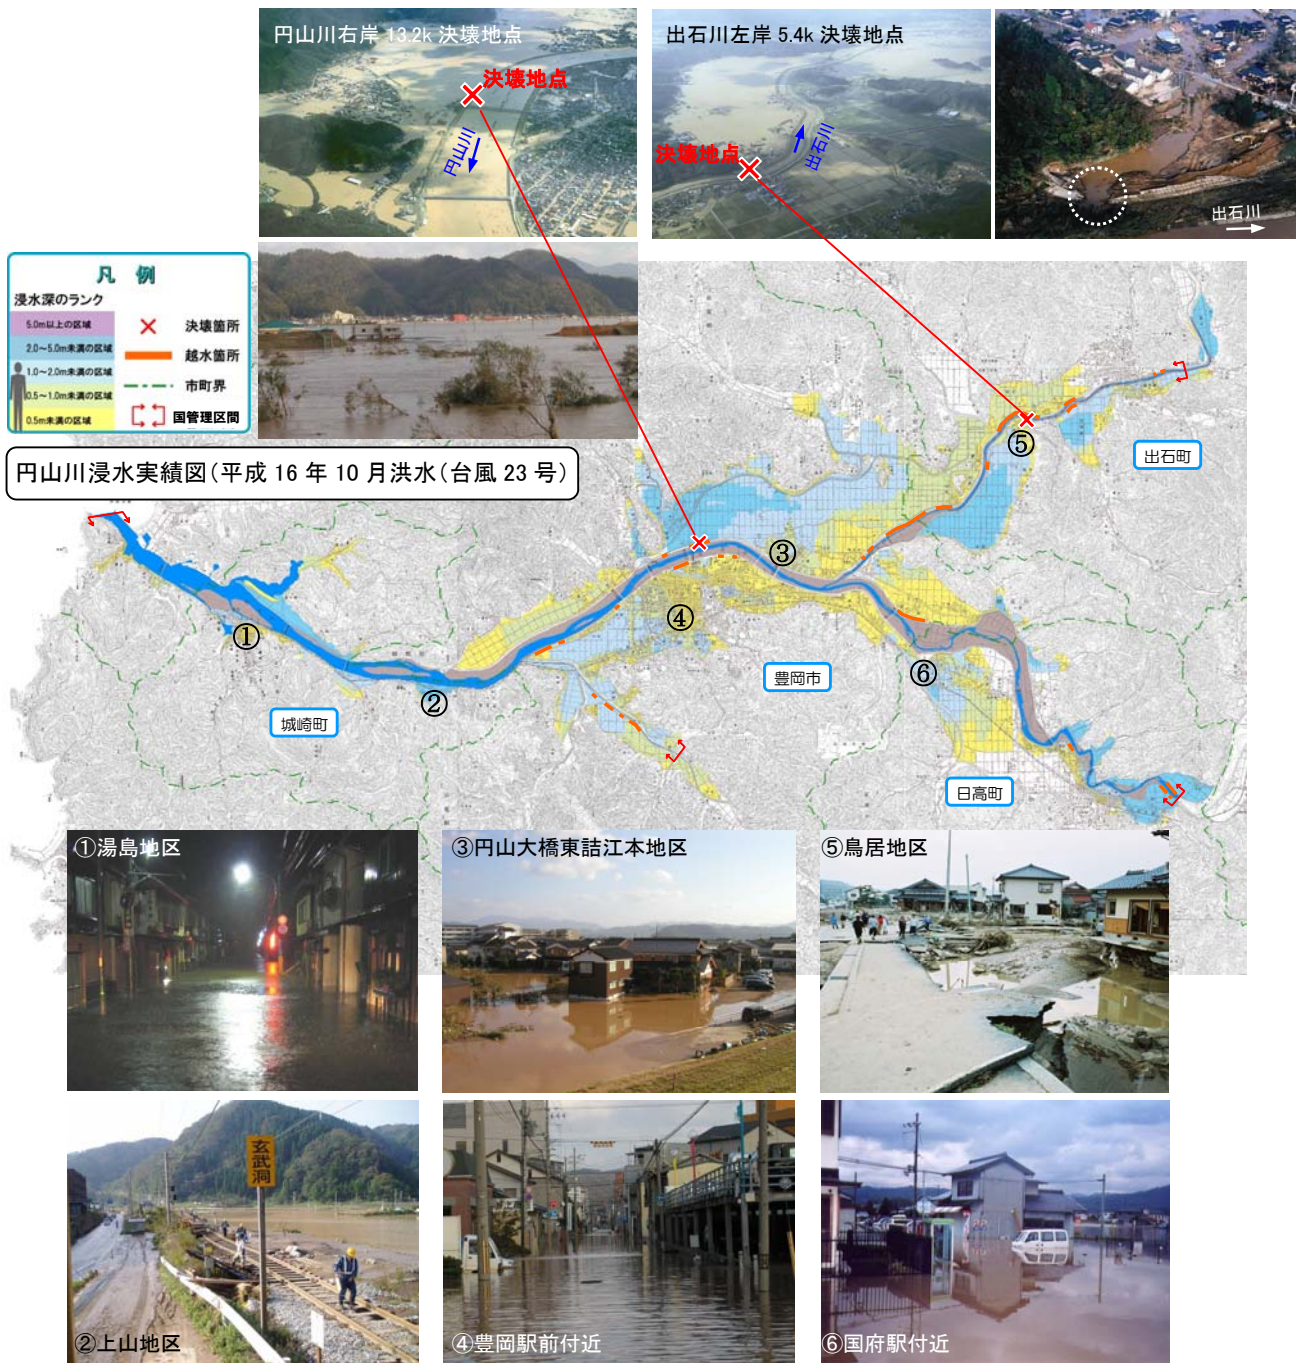 円山川右岸 13.2k 決壊地点
決壊地点
円山川
出石川左岸 5.4k 決壊地点
決壊地点
出石川
出石川
凡 例
浸水深のランク
5.0m以上の区域
2.0~5.0m未満の区域
1.0~2.0m未満の区域
0.5~1.0m未満の区域
0.5m未満の区域
決壊箇所
越水箇所
市町界
国管理区間
円山川浸水実績図(平成 16 年 10 月洪水(台風 23 号)
⑤
出石町
③
①
④
⑥
豊岡市
②
城崎町
日高町
①湯島地区
③円山大橋東詰江本地区
⑤鳥居地区
玄武洞
②上山地区
④豊岡駅前付近
⑥国府駅付近